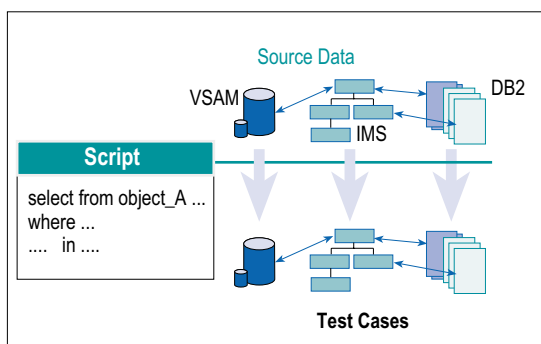 Source Data
VSAM
DB2
IMS
Script
select from object_A ...
where ...
.... in ....
Test Cases